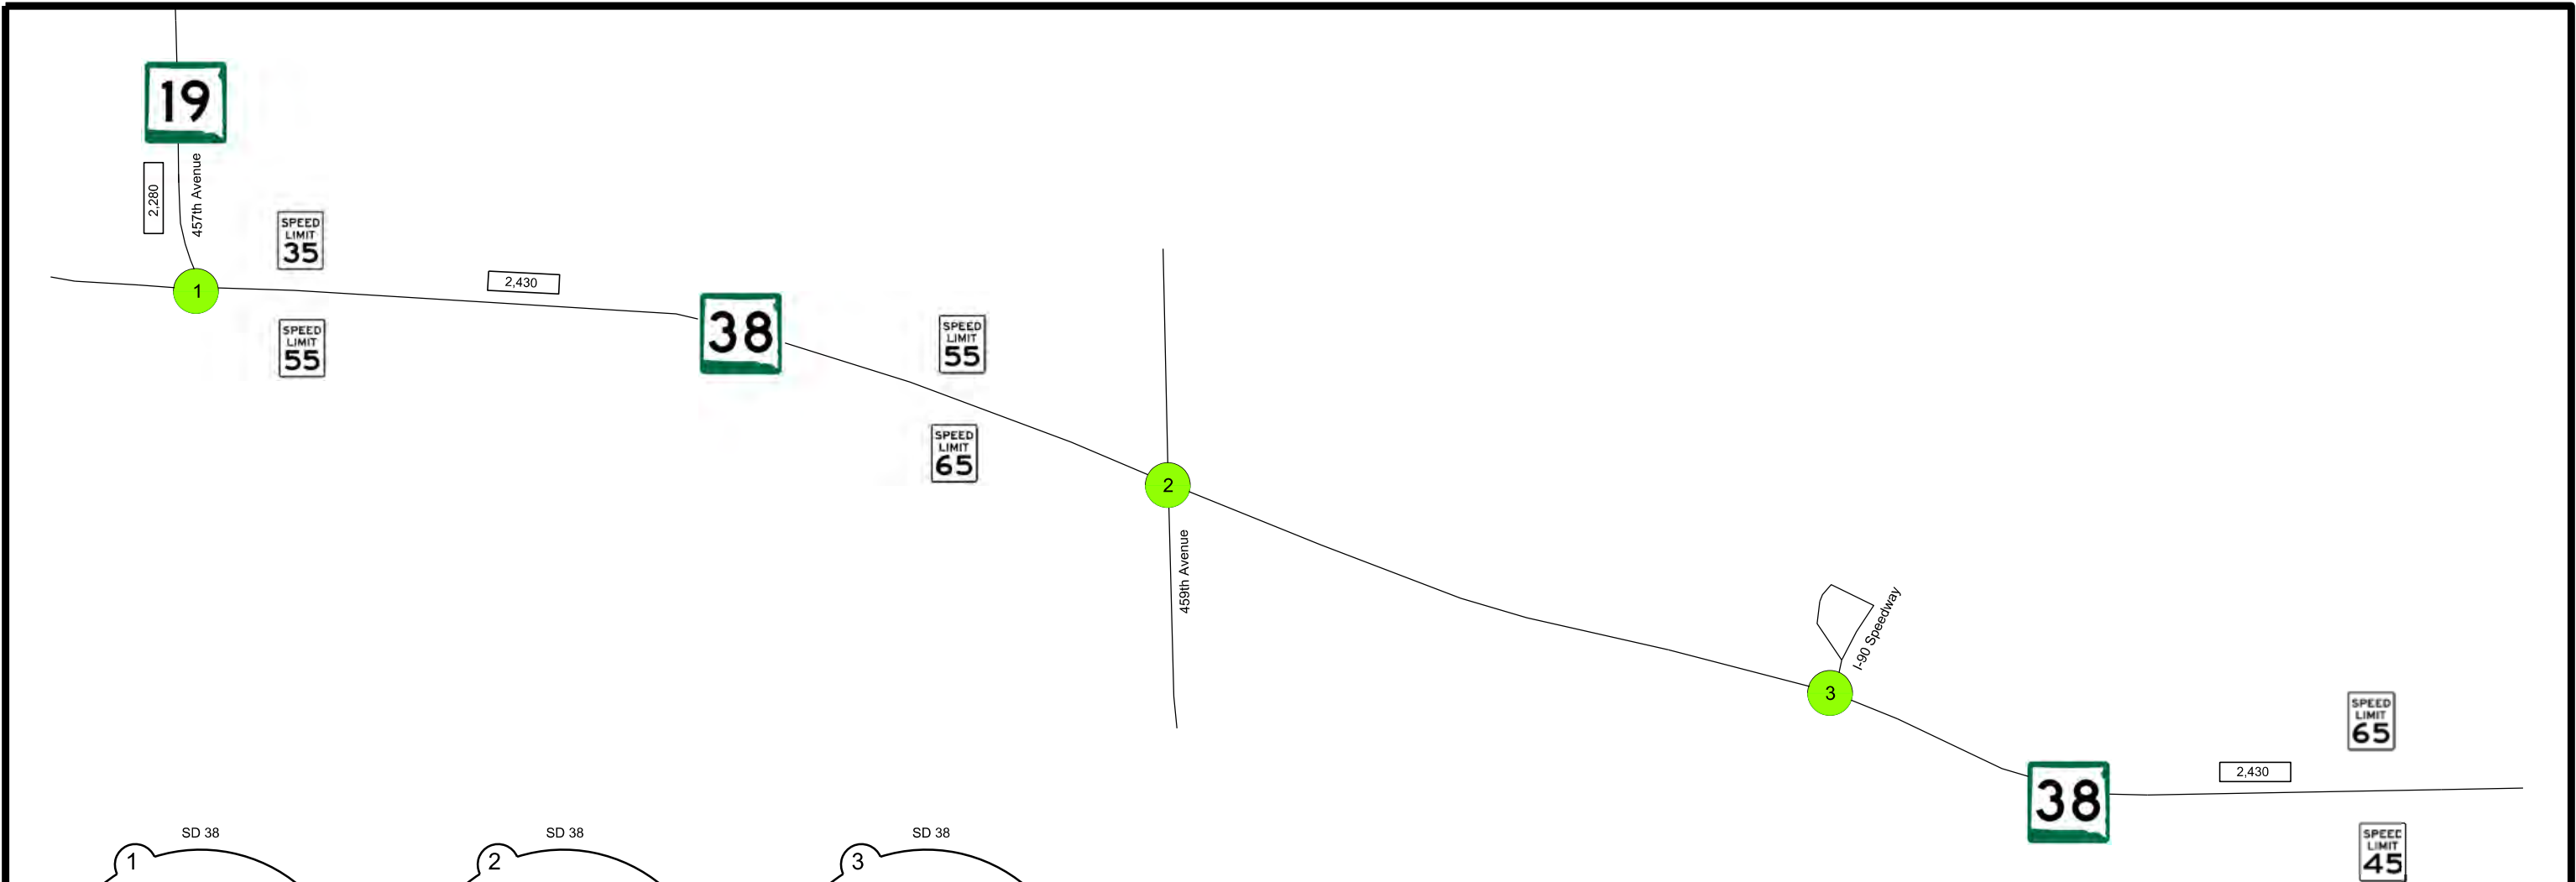 19
2,280
457th Avenue
SPEED
LIMIT
35
1
SPEED
LIMIT
55
2,430
38
SPEED
LIMIT
55
SPEED
LIMIT
65
2
459th Avenue
I-90 Speedway
3
SPEED
LIMIT
65
2,430
38
SPEED
LIMIT
45
SD 38
1
SD 38
2
SD 38
3